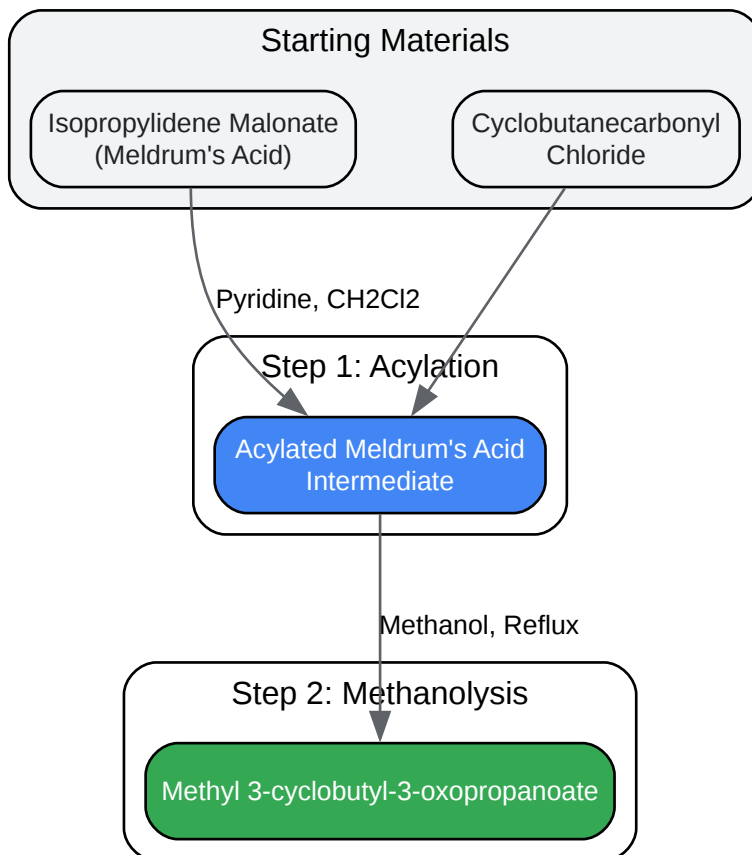 Starting Materials
Isopropylidene Malonate
(Meldrum's Acid)
Cyclobutanecarbonyl
Chloride
Pyridine, CH2Cl2
Step 1: Acylation
Acylated Meldrum's Acid
Intermediate
Methanol, Reflux
Step 2: Methanolysis
Methyl 3-cyclobutyl-3-oxopropanoate